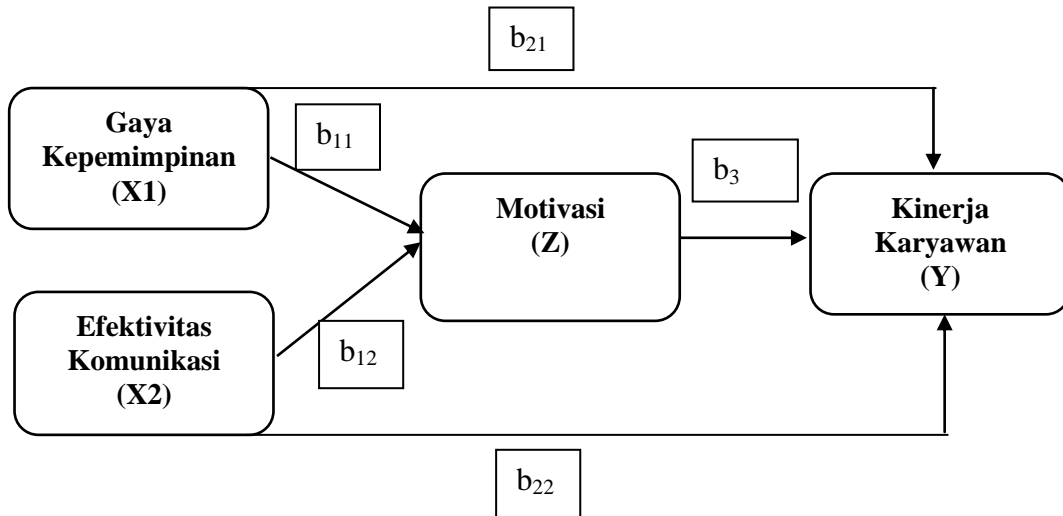 b₂₁
Gaya
Kepemimpinan
(X1)
b₁₁
Motivasi
(Z)
b₃
Kinerja
Karyawan
(Y)
Efektivitas
Komunikasi
(X2)
b₁₂
b₂₂